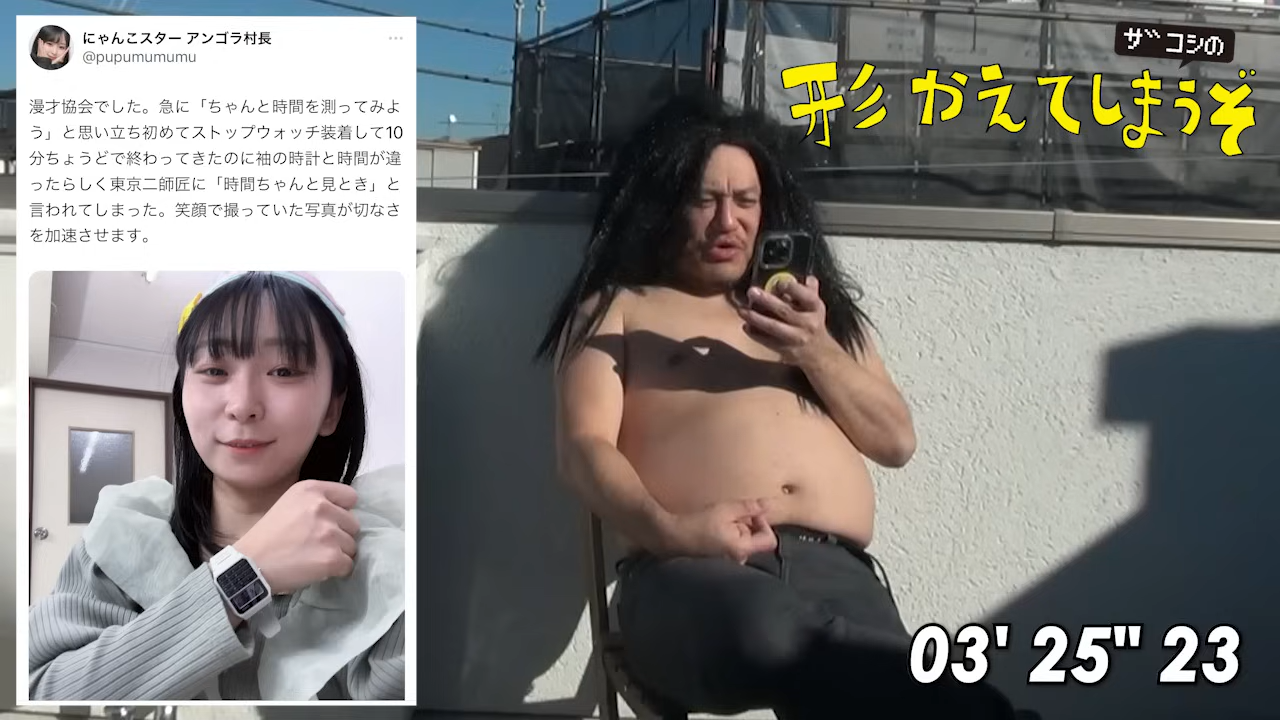 にゃんこスター アンゴラ村長
@pupumumumu
漫才協会でした。急に「ちゃんと時間を測ってみよ
う」と思い立ち初めてストップウォッチ装着して10
分ちょうどで終わってきたのに袖の時計と時間が違
ったらしく東京二師匠に「時間ちゃんと見とき」と
言われてしまった。笑顔で撮っていた写真が切なさ
を加速させます。
ザ・コシの
形かえてしまうぞ
03' 25" 23